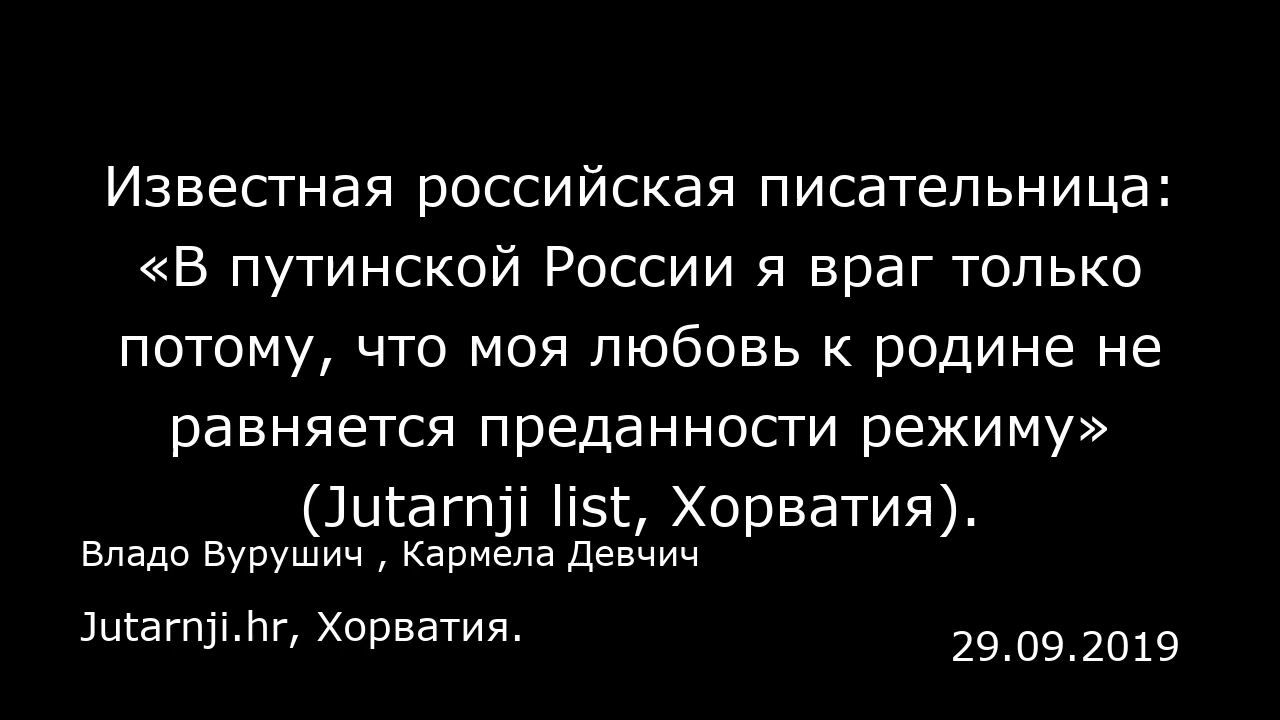 Известная российская писательница:
«В путинской России я враг только
потому, что моя любовь к родине не
равняется преданности режиму»
(Jutarnji list, Хорватия).
Владо Вурушич , Кармела Девчич
Jutarnji.hr, Хорватия.
29.09.2019